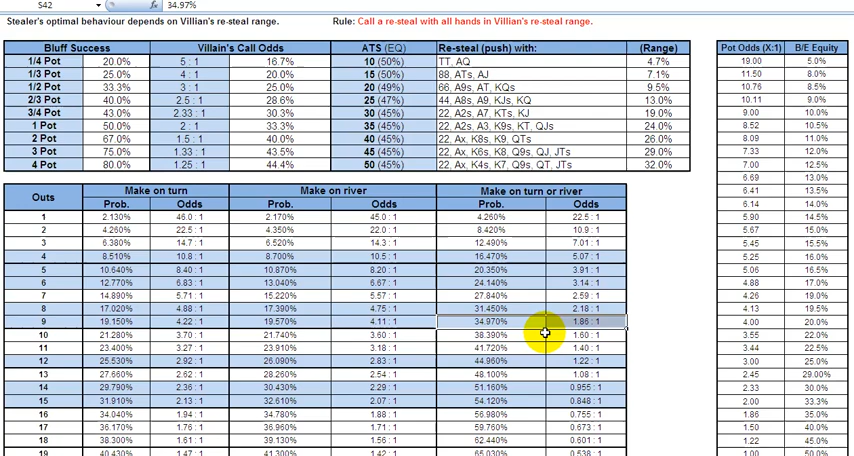 S42 fx 34.97%
Stealer's optimal behaviour depends on Villian's re-steal range. Rule: Call a re-steal with all hands in Villian's re-steal range.
Bluff Success Villain's Call Odds ATS (EQ) Re-steal (push) with: (Range)
1/4 Pot 20.0% 5 : 1 16.7% 10 (50%) TT, AQ 4.7%
1/3 Pot 25.0% 4 : 1 20.0% 15 (50%) 88, ATs, AJ 7.1%
1/2 Pot 33.3% 3 : 1 25.0% 20 (49%) 66, A9s, AT, KQs 9.5%
2/3 Pot 40.0% 2.5 : 1 28.6% 25 (47%) 44, A8s, A9, KJs, KQ 13.0%
3/4 Pot 43.0% 2.33 : 1 30.3% 30 (45%) 22, A2s, A7, KTs, KJ 19.0%
1 Pot 50.0% 2 : 1 33.3% 35 (45%) 22, A2s, A3, K9s, KT, QJs 24.0%
2 Pot 67.0% 1.5 : 1 40.0% 40 (45%) 22, Ax, K8s, K9, QTs 26.0%
3 Pot 75.0% 1.33 : 1 43.5% 45 (45%) 22, Ax, K6s, K8, Q9s, QJ, JTs 29.0%
4 Pot 80.0% 1.25 : 1 44.4% 50 (45%) 22, Ax, K4s, K7, Q9s, QT, JTs 32.0%
Outs Make on turn Make on river Make on turn or river
Prob. Odds Prob. Odds Prob. Odds
1 2.130% 46.0 : 1 2.170% 45.0 : 1 4.260% 22.5 : 1
2 4.260% 22.5 : 1 4.350% 22.0 : 1 8.420% 10.9 : 1
3 6.380% 14.7 : 1 6.520% 14.3 : 1 12.490% 7.01 : 1
4 8.510% 10.8 : 1 8.700% 10.5 : 1 16.470% 5.07 : 1
5 10.640% 8.40 : 1 10.870% 8.20 : 1 20.350% 3.91 : 1
6 12.770% 6.83 : 1 13.040% 6.67 : 1 24.140% 3.14 : 1
7 14.890% 5.71 : 1 15.220% 5.57 : 1 27.840% 2.59 : 1
8 17.020% 4.88 : 1 17.390% 4.75 : 1 31.450% 2.18 : 1
9 19.150% 4.22 : 1 19.570% 4.11 : 1 34.970% 1.86 : 1
10 21.280% 3.70 : 1 21.740% 3.60 : 1 38.390% 1.60 : 1
11 23.400% 3.27 : 1 23.910% 3.18 : 1 41.720% 1.40 : 1
12 25.530% 2.92 : 1 26.090% 2.83 : 1 44.960% 1.22 : 1
13 27.660% 2.62 : 1 28.260% 2.54 : 1 48.100% 1.08 : 1
14 29.790% 2.36 : 1 30.430% 2.29 : 1 51.160% 0.955 : 1
15 31.910% 2.13 : 1 32.610% 2.07 : 1 54.120% 0.848 : 1
16 34.040% 1.94 : 1 34.780% 1.88 : 1 56.980% 0.755 : 1
17 36.170% 1.76 : 1 36.960% 1.71 : 1 59.760% 0.673 : 1
18 38.300% 1.61 : 1 39.130% 1.56 : 1 62.440% 0.601 : 1
19 40.430% 1.47 : 1 41.300% 1.42 : 1 65.030% 0.538 : 1
Pot Odds (X:1) B/E Equity
19.00 5.0%
11.50 8.0%
10.76 8.5%
10.11 9.0%
9.00 10.0%
8.52 10.5%
8.09 11.0%
7.33 12.0%
7.00 12.5%
6.69 13.0%
6.41 13.5%
6.14 14.0%
5.90 14.5%
5.67 15.0%
5.45 15.5%
5.25 16.0%
5.06 16.5%
4.88 17.0%
4.26 19.0%
4.13 19.5%
4.00 20.0%
3.55 22.0%
3.44 22.5%
3.00 25.0%
2.45 29.00%
2.33 30.0%
2.00 33.3%
1.86 35.0%
1.50 40.0%
1.22 45.0%
1.00 50.0%